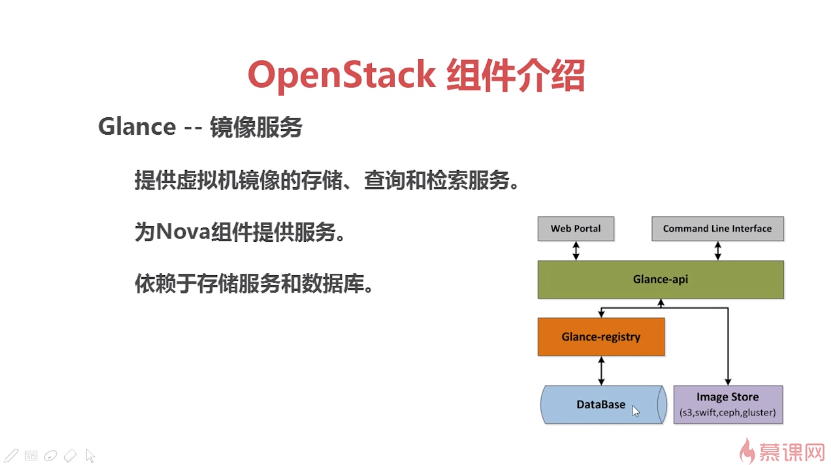 OpenStack 组件介绍
Glance -- 镜像服务
提供虚拟机镜像的存储、查询和检索服务。
为Nova组件提供服务。
依赖于存储服务和数据库。
Web Portal
Command Line Interface
Glance-api
Glance-registry
DataBase
Image Store
(s3,swift,ceph,gluster)
慕课网